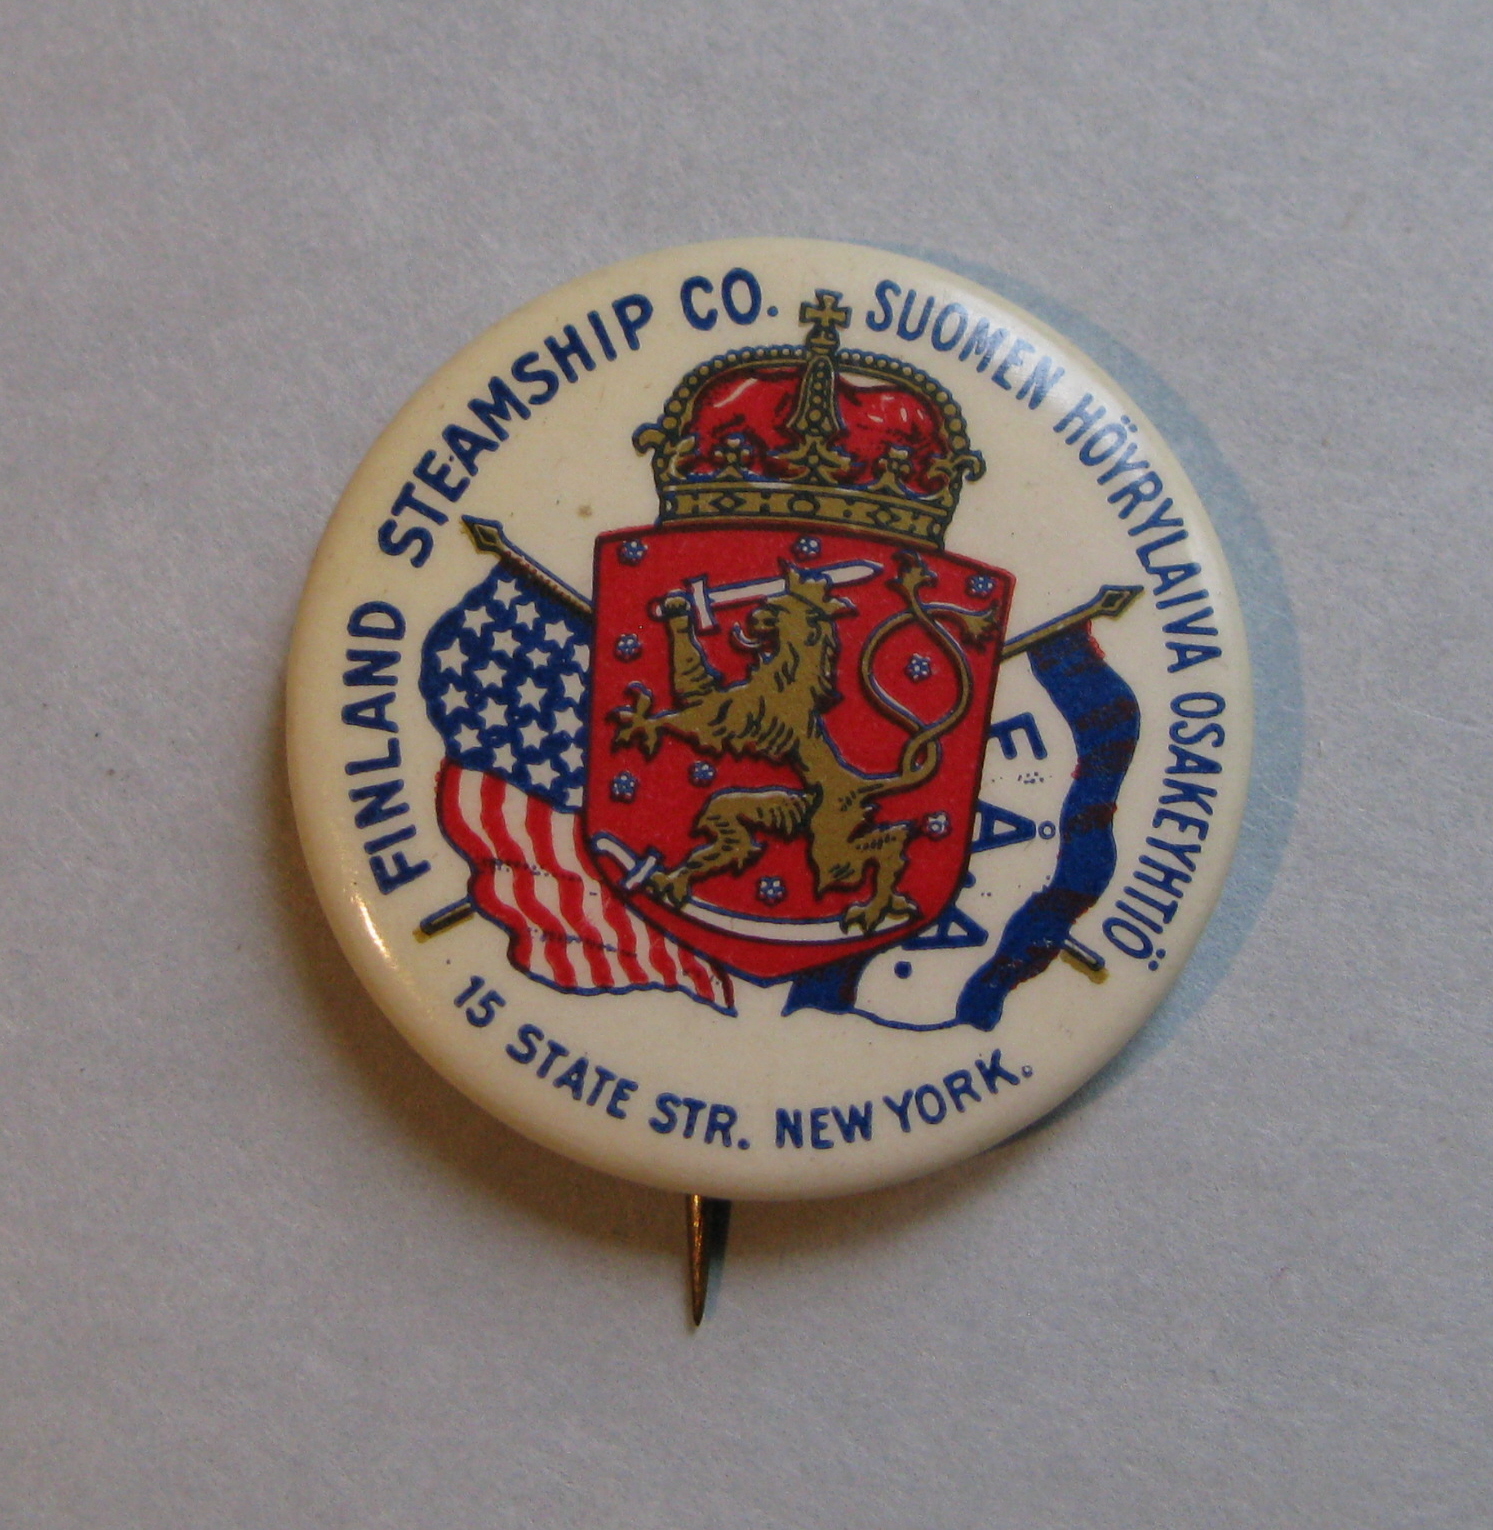 FINLAND STEAMSHIP CO.
SUOMEN HÖYRYLAIVA OSAKEYHTIÖ
F.Å.A.
15 STATE STR. NEW YORK.